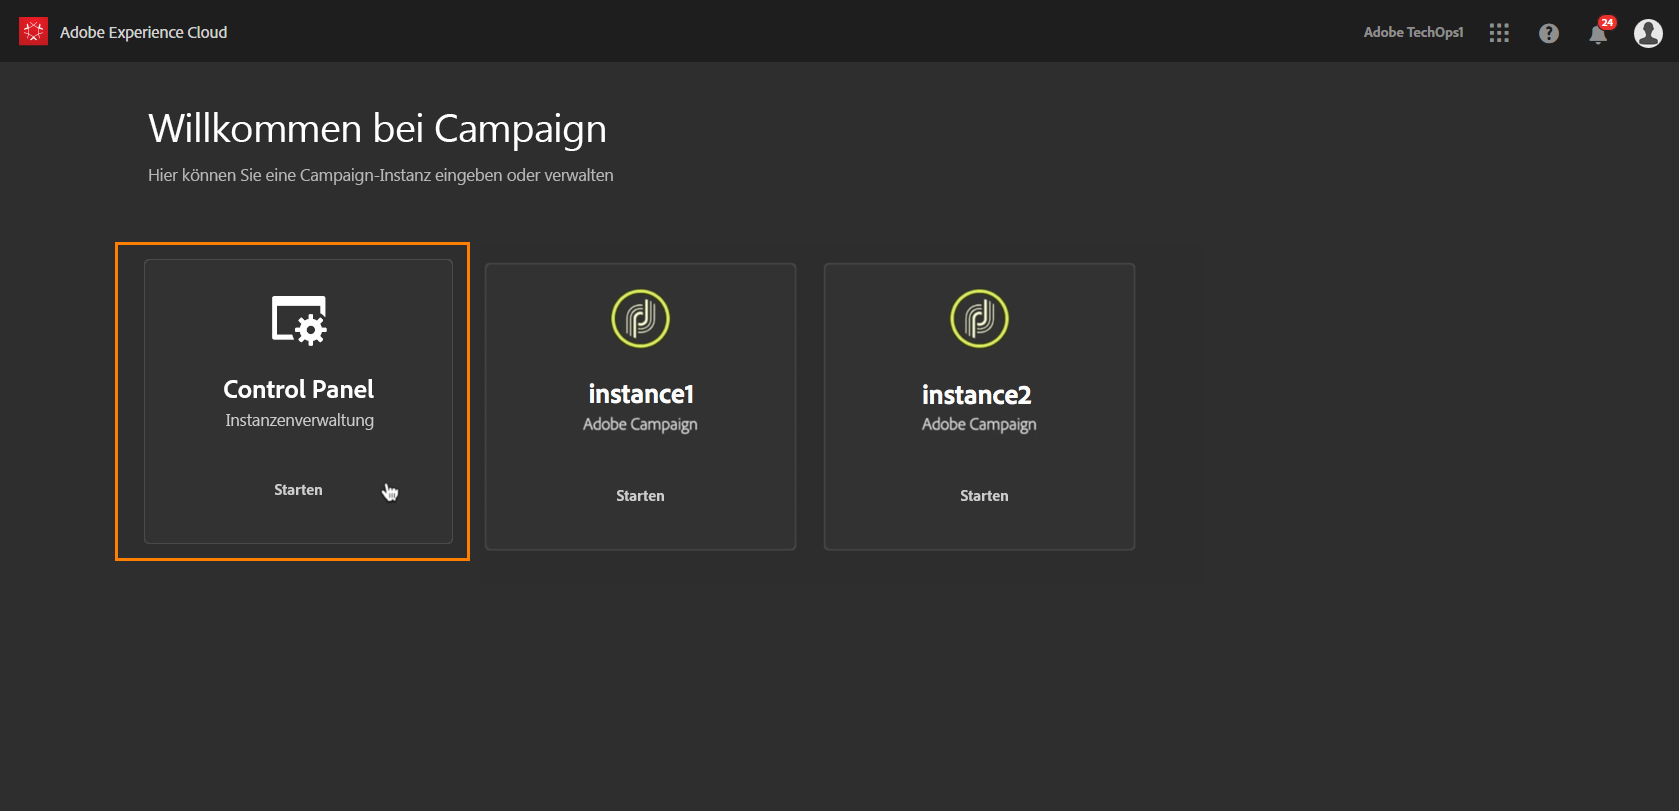 Adobe Experience Cloud
Adobe TechOps1
?
24
Willkommen bei Campaign
Hier können Sie eine Campaign-Instanz eingeben oder verwalten
Control Panel
Instanzenverwaltung
Starten
instance1
Adobe Campaign
Starten
instance2
Adobe Campaign
Starten